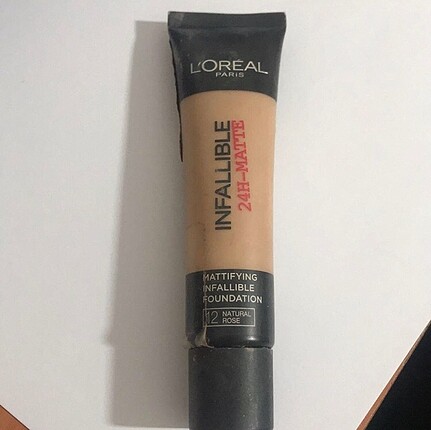 L'ORÉAL
PARIS
INFALLIBLE
24H-MATTE
MATTIFYING
INFALLIBLE
FOUNDATION
12 NATURAL
ROSE